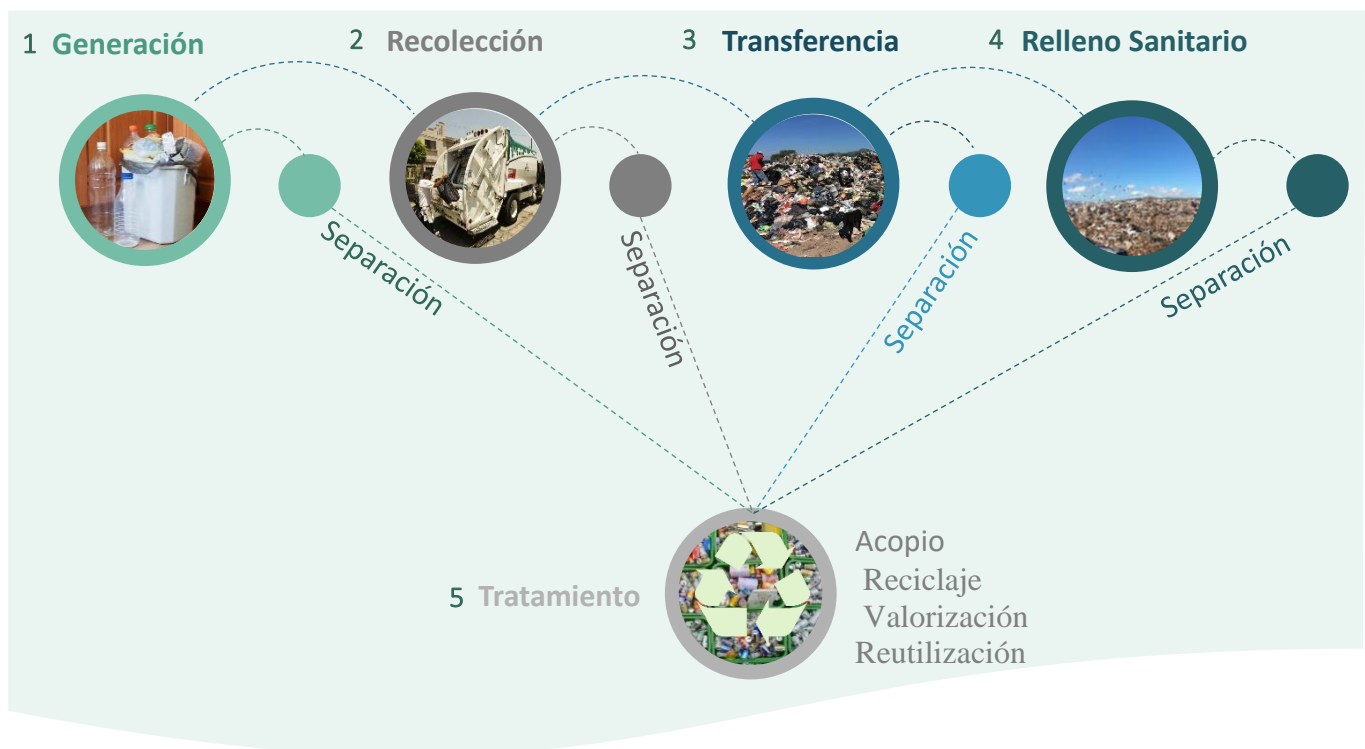 1 Generación
2 Recolección
3 Transferencia
4 Relleno Sanitario
Separación
Separación
Separación
Separación
5 Tratamiento
Acopio
Reciclaje
Valorización
Reutilización